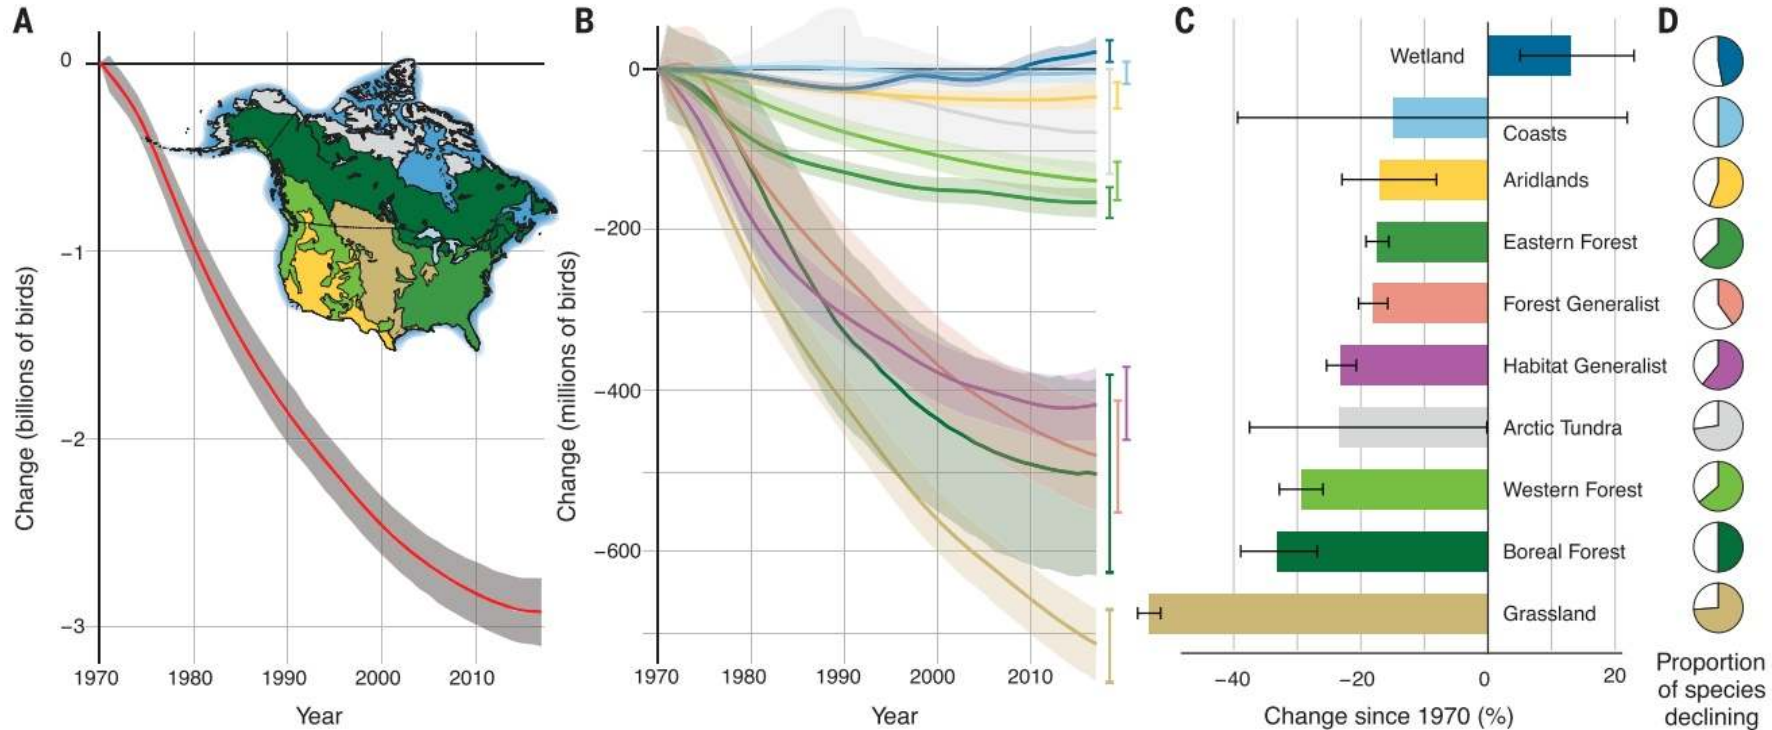 A
0
−1
−2
−3
Change (billions of birds)
1970
1980
1990
2000
2010
Year
B
0
−200
−400
−600
Change (millions of birds)
1970
1980
1990
2000
2010
Year
C
Wetland
Coasts
Aridlands
Eastern Forest
Forest Generalist
Habitat Generalist
Arctic Tundra
Western Forest
Boreal Forest
Grassland
−40
−20
0
20
Change since 1970 (%)
D
Proportion
of species
declining